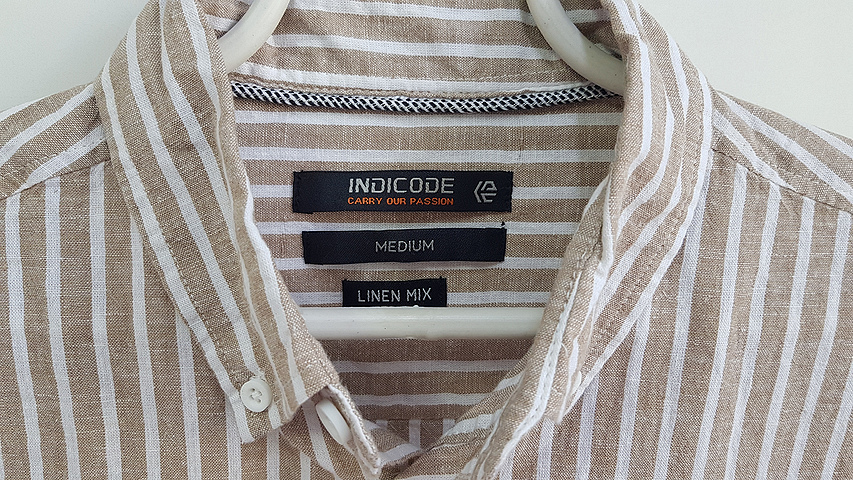 INDICODE
CARRY OUR PASSION
MEDIUM
LINEN MIX